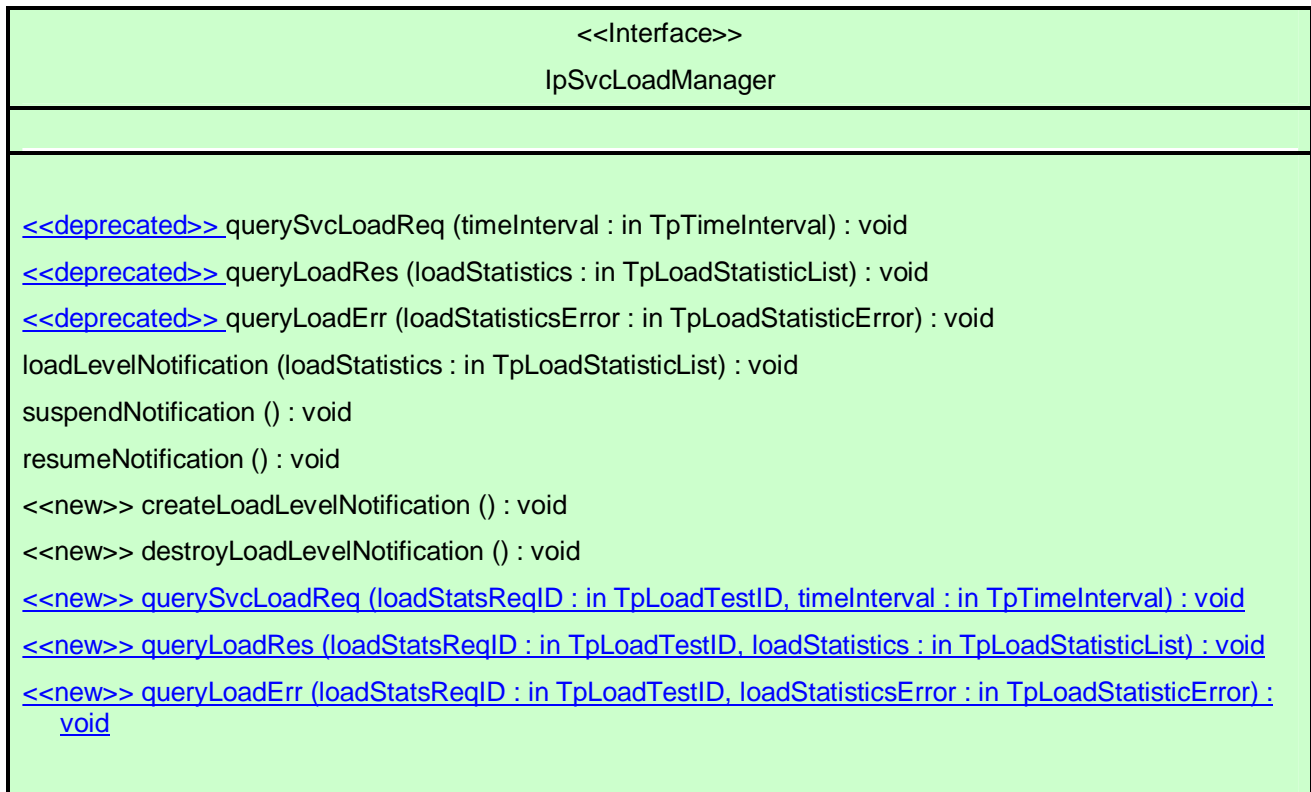 <<Interface>>
IpSvcLoadManager
<<deprecated>> querySvcLoadReq (timeInterval : in TpTimeInterval) : void
<<deprecated>> queryLoadRes (loadStatistics : in TpLoadStatisticList) : void
<<deprecated>> queryLoadErr (loadStatisticsError : in TpLoadStatisticError) : void
loadLevelNotification (loadStatistics : in TpLoadStatisticList) : void
suspendNotification () : void
resumeNotification () : void
<<new>> createLoadLevelNotification () : void
<<new>> destroyLoadLevelNotification () : void
<<new>> querySvcLoadReq (loadStatsReqID : in TpLoadTestID, timeInterval : in TpTimeInterval) : void
<<new>> queryLoadRes (loadStatsReqID : in TpLoadTestID, loadStatistics : in TpLoadStatisticList) : void
<<new>> queryLoadErr (loadStatsReqID : in TpLoadTestID, loadStatisticsError : in TpLoadStatisticError) :
void